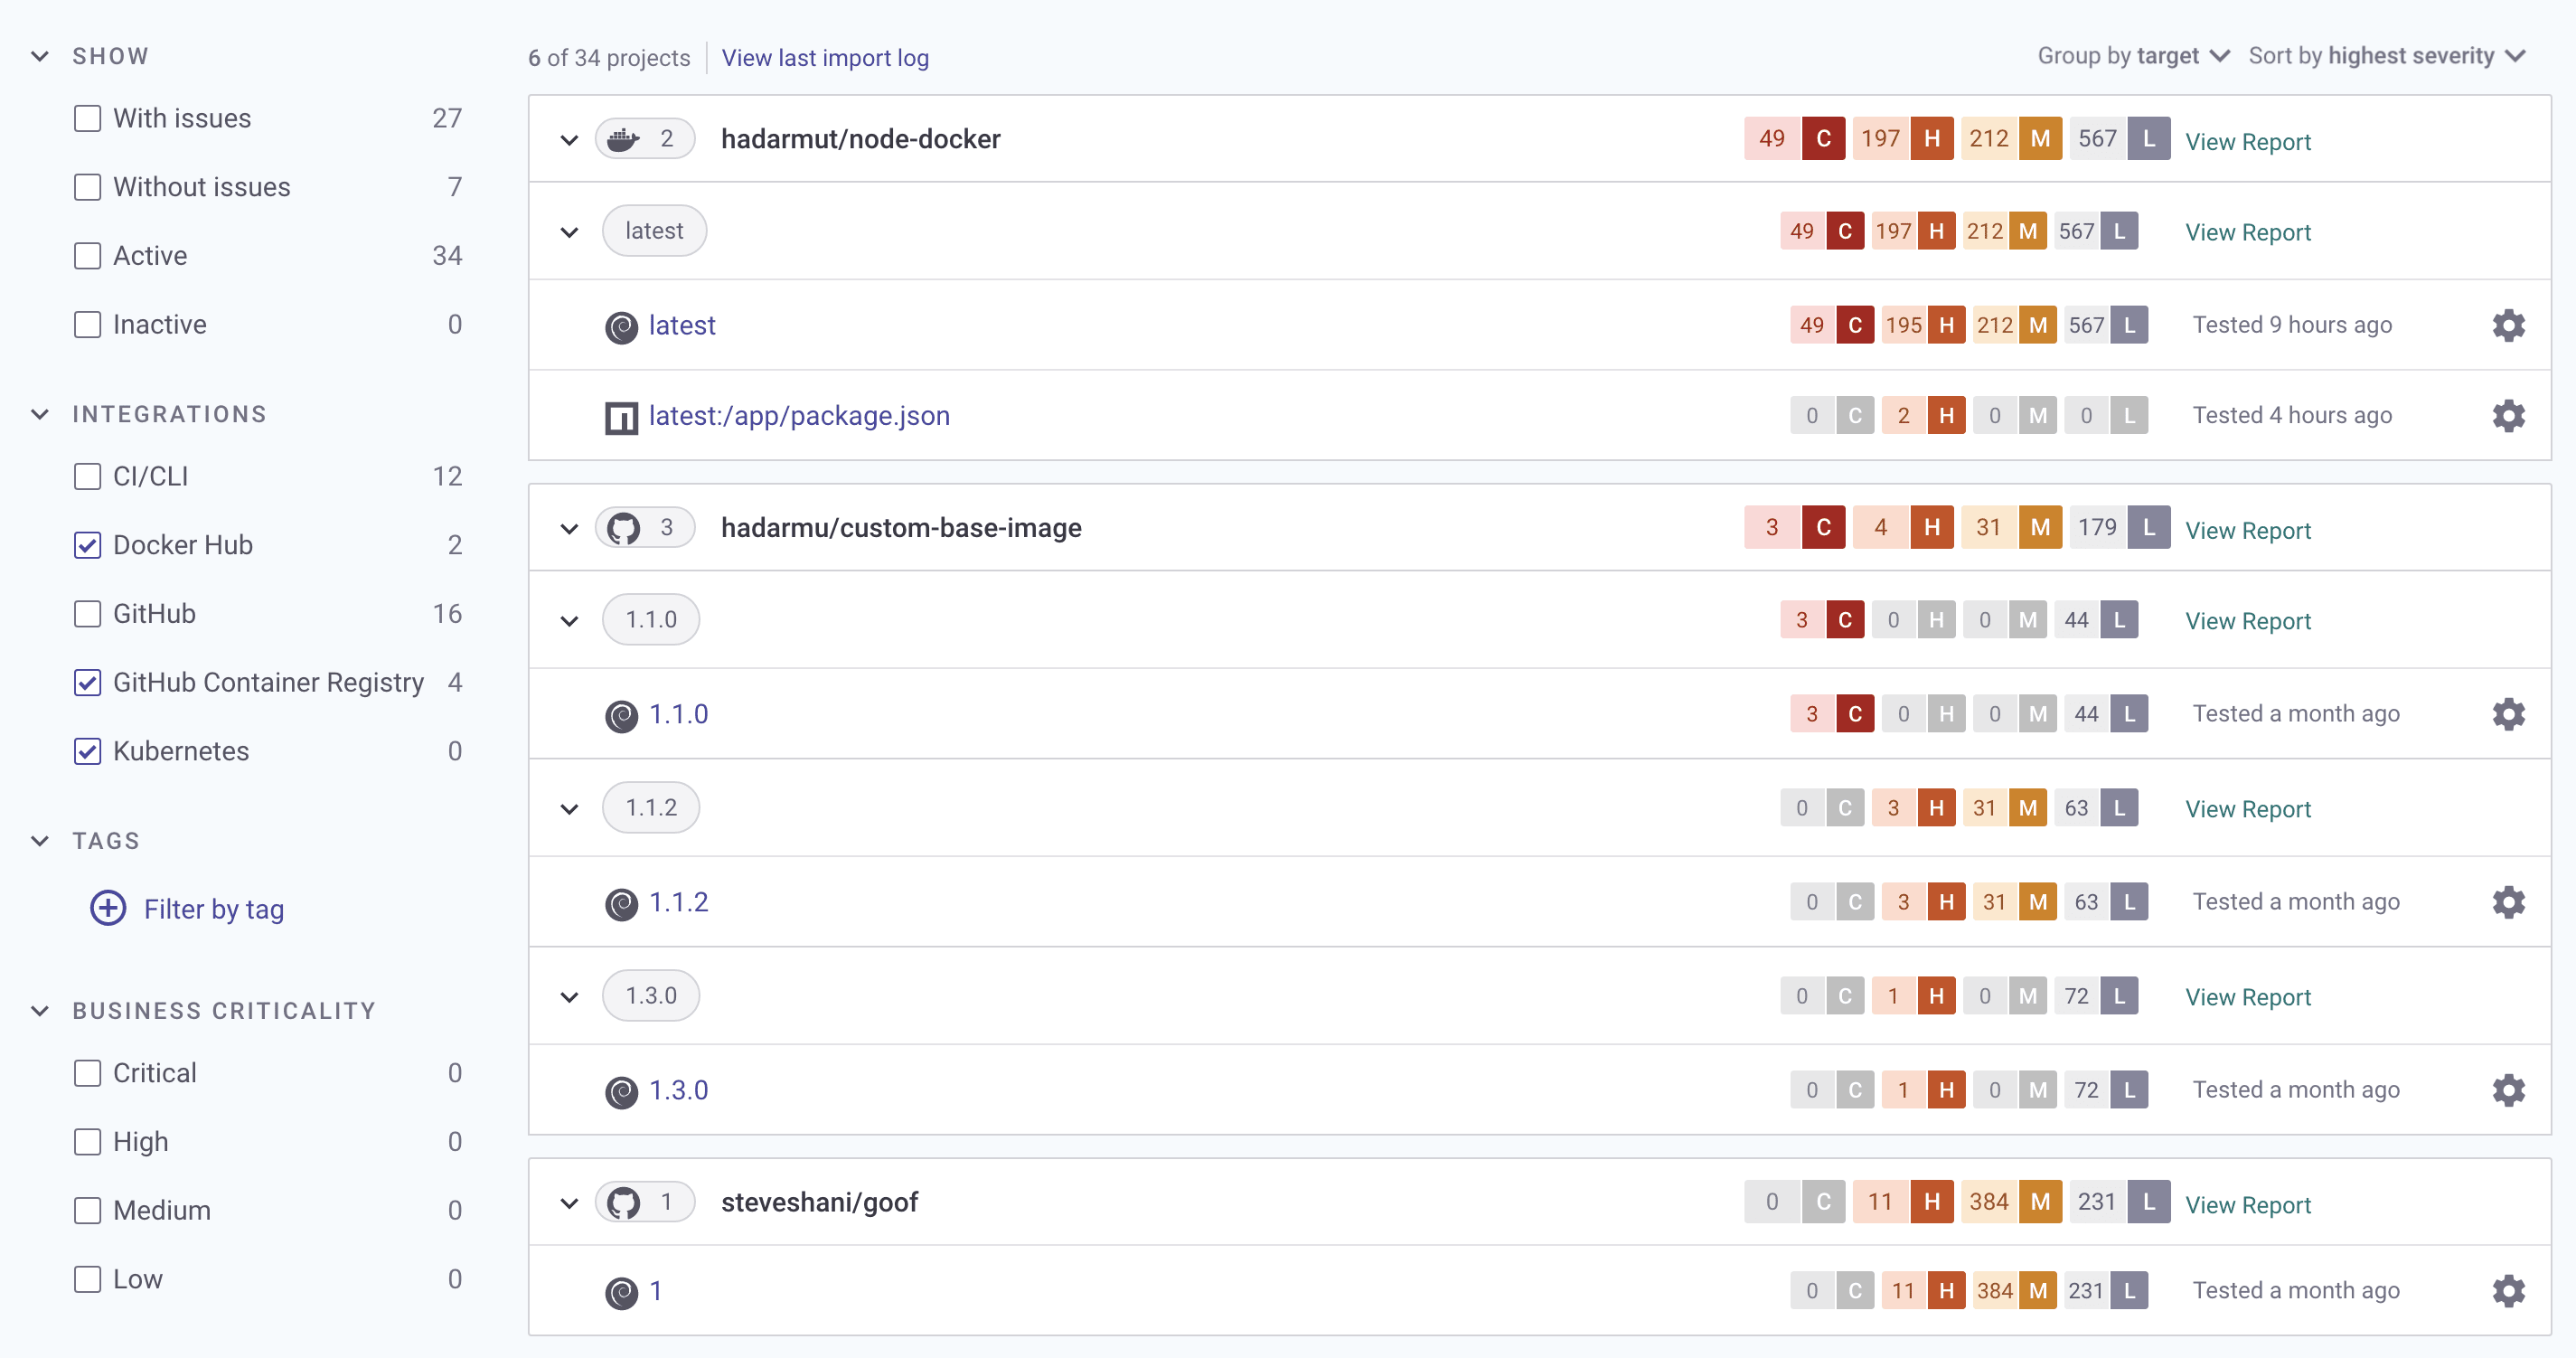 SHOW
With issues 27
Without issues 7
Active 34
Inactive 0
INTEGRATIONS
CI/CLI 12
Docker Hub 2
GitHub 16
GitHub Container Registry 4
Kubernetes 0
TAGS
Filter by tag
BUSINESS CRITICALITY
Critical 0
High 0
Medium 0
Low 0
6 of 34 projects View last import log Group by target Sort by highest severity
2 hadarmut/node-docker 49 C 197 H 212 M 567 L View Report
latest 49 C 197 H 212 M 567 L View Report
latest 49 C 195 H 212 M 567 L Tested 9 hours ago
latest:/app/package.json 0 C 2 H 0 M 0 L Tested 4 hours ago
3 hadarmu/custom-base-image 3 C 4 H 31 M 179 L View Report
1.1.0 3 C 0 H 0 M 44 L View Report
1.1.0 3 C 0 H 0 M 44 L Tested a month ago
1.1.2 0 C 3 H 31 M 63 L View Report
1.1.2 0 C 3 H 31 M 63 L Tested a month ago
1.3.0 0 C 1 H 0 M 72 L View Report
1.3.0 0 C 1 H 0 M 72 L Tested a month ago
1 steveshani/goof 0 C 11 H 384 M 231 L View Report
1 0 C 11 H 384 M 231 L Tested a month ago